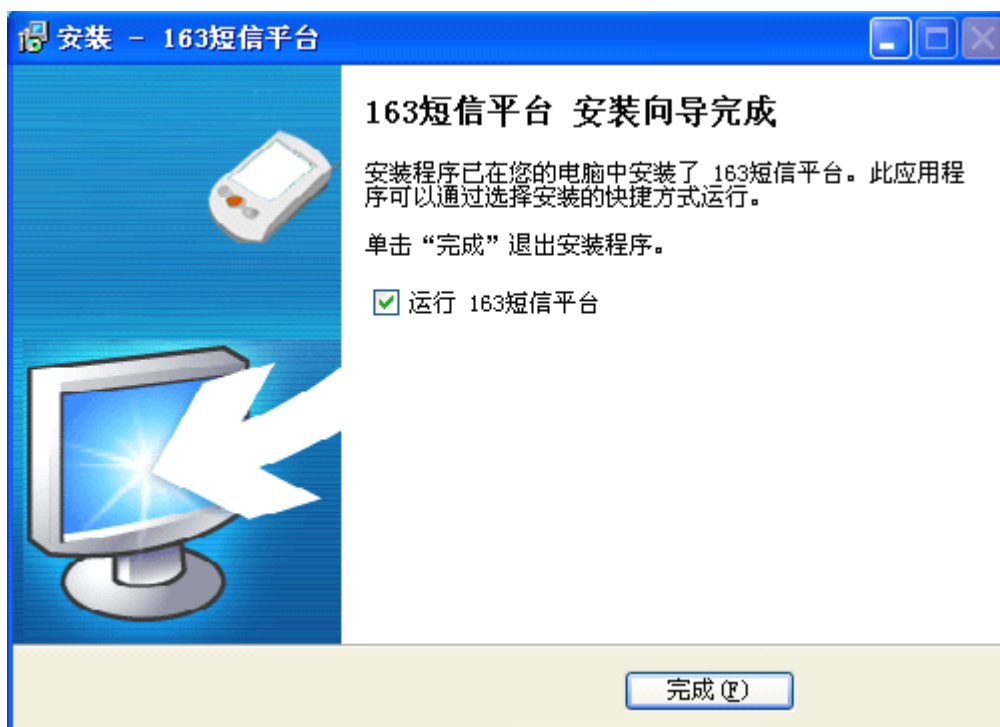 安装 - 163短信平台
163短信平台 安装向导完成
安装程序已在您的电脑中安装了 163短信平台。此应用程
序可以通过选择安装的快捷方式运行。
单击“完成”退出安装程序。
运行 163短信平台
完成(F)